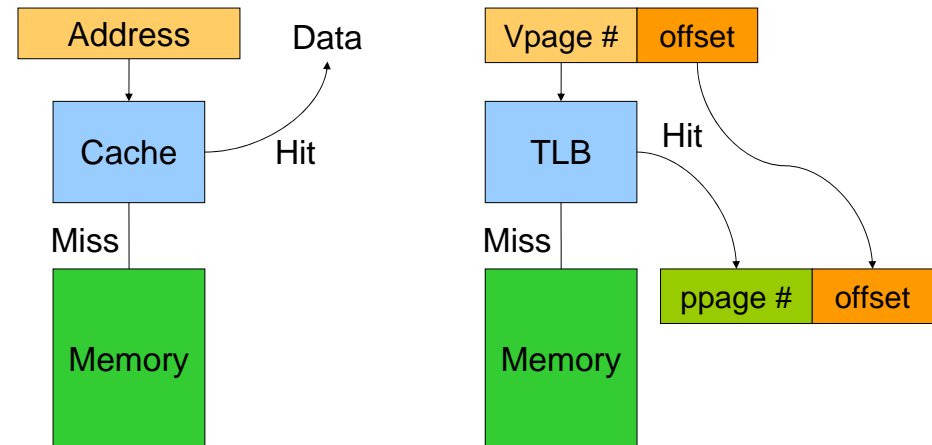 Address
Data
Cache
Hit
Miss
Memory
Vpage # offset
TLB
Hit
Miss
ppage # offset
Memory